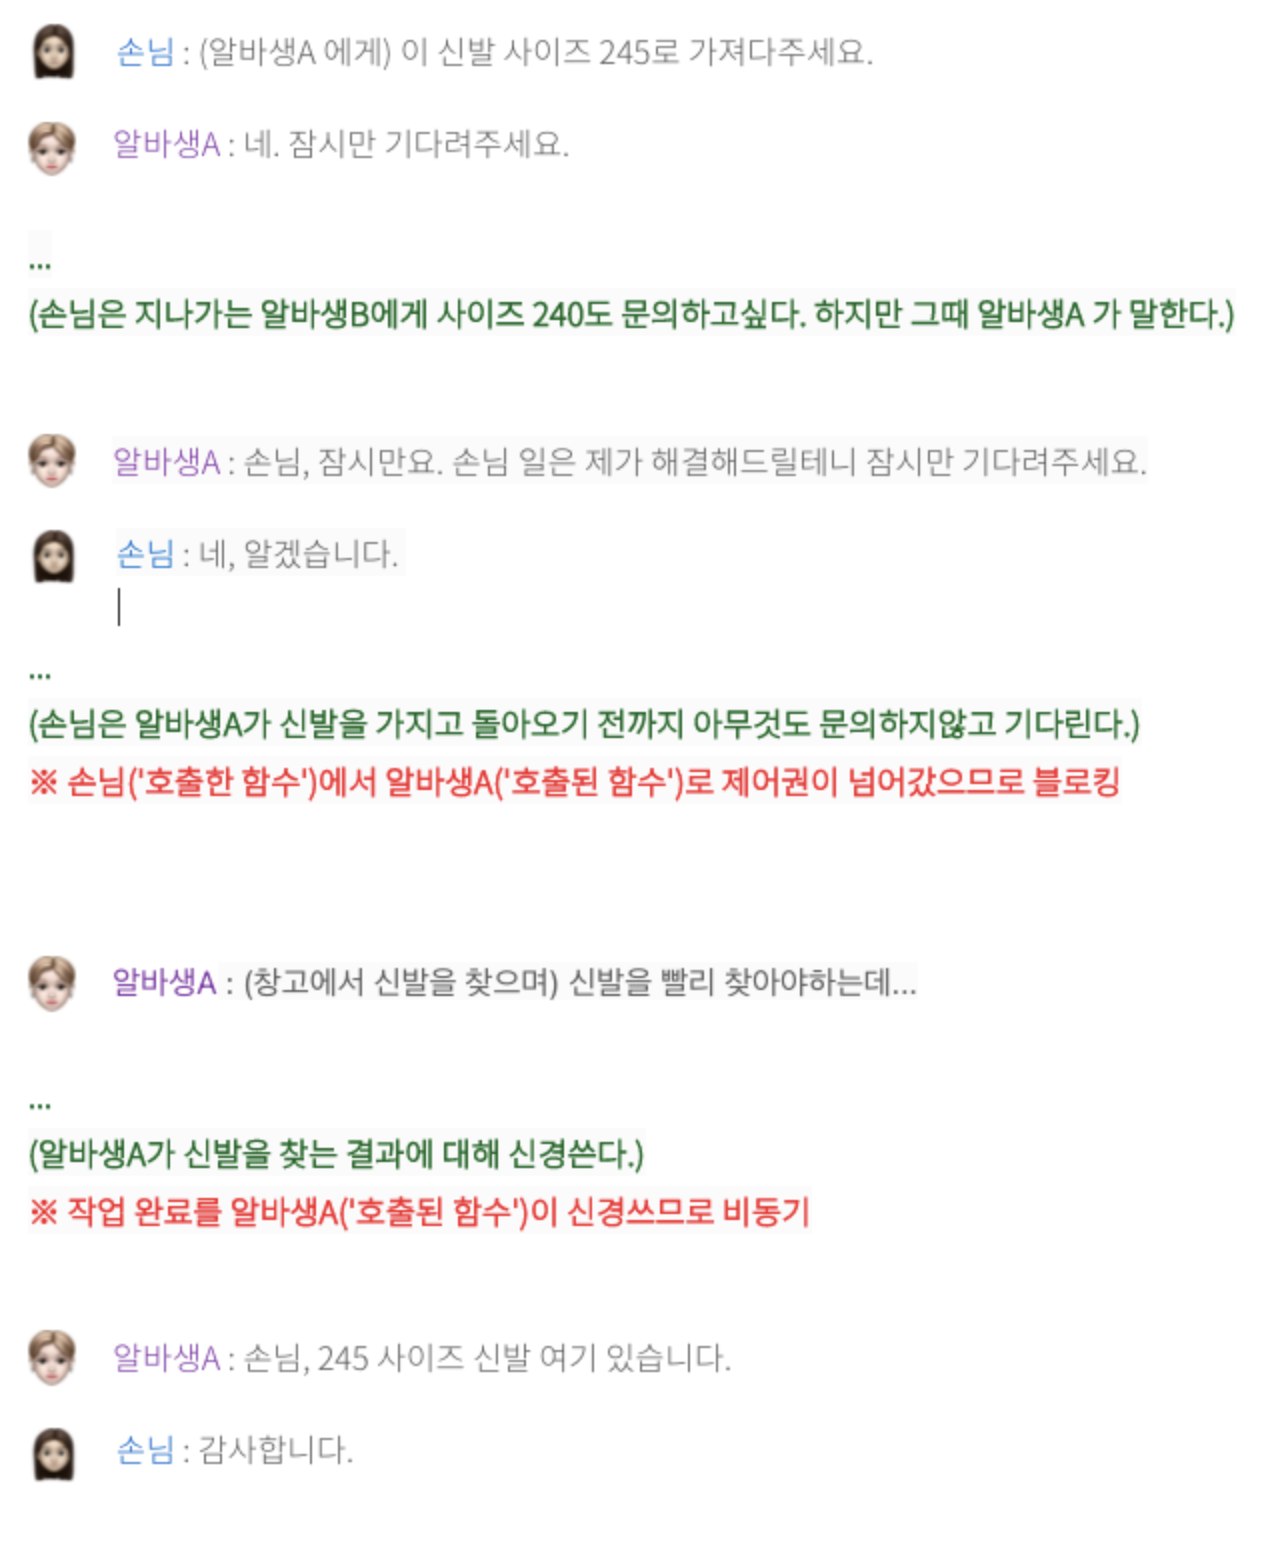 손님 : (알바생A 에게) 이 신발 사이즈 245로 가져다주세요.
알바생A : 네. 잠시만 기다려주세요.
...
(손님은 지나가는 알바생B에게 사이즈 240도 문의하고싶다. 하지만 그때 알바생A 가 말한다.)
알바생A : 손님, 잠시만요. 손님 일은 제가 해결해드릴테니 잠시만 기다려주세요.
손님 : 네, 알겠습니다.
...
(손님은 알바생A가 신발을 가지고 돌아오기 전까지 아무것도 문의하지않고 기다린다.)
※ 손님('호출한 함수')에서 알바생A('호출된 함수')로 제어권이 넘어갔으므로 블로킹
알바생A : (창고에서 신발을 찾으며) 신발을 빨리 찾아야하는데...
...
(알바생A가 신발을 찾는 결과에 대해 신경쓴다.)
※ 작업 완료를 알바생A('호출된 함수')이 신경쓰므로 비동기
알바생A : 손님, 245 사이즈 신발 여기 있습니다.
손님 : 감사합니다.